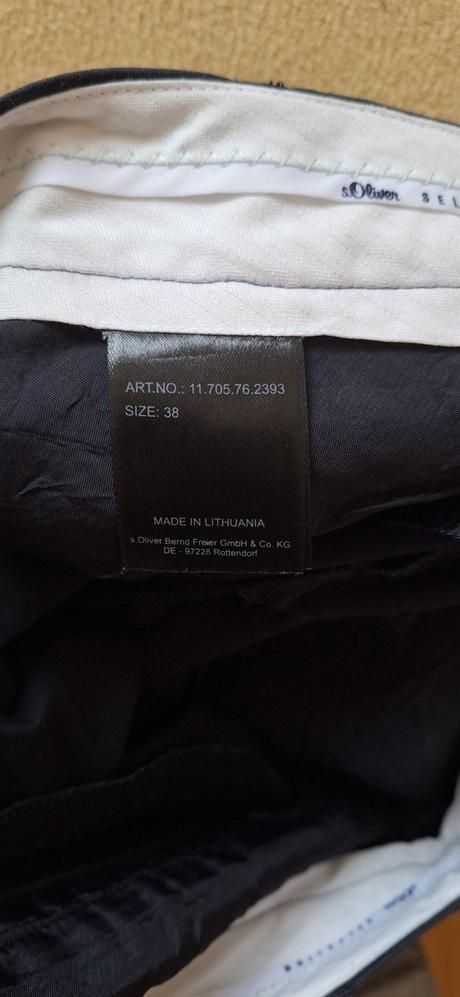 s.Oliver SEL
ART.NO.: 11.705.76.2393
SIZE: 38
MADE IN LITHUANIA
s.Oliver Bernd Freier GmbH & Co. KG
DE - 97228 Rottendorf